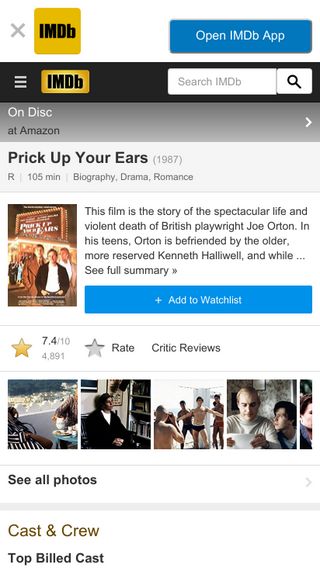 IMDb
Open IMDb App
IMDb
Search IMDb
On Disc
at Amazon
Prick Up Your Ears (1987)
R | 105 min | Biography, Drama, Romance
PRICK UP YOUR EARS
This film is the story of the spectacular life and
violent death of British playwright Joe Orton. In
his teens, Orton is befriended by the older,
more reserved Kenneth Halliwell, and while ...
See full summary »
+ Add to Watchlist
7.4/10
4,891
Rate
Critic Reviews
See all photos
Cast & Crew
Top Billed Cast